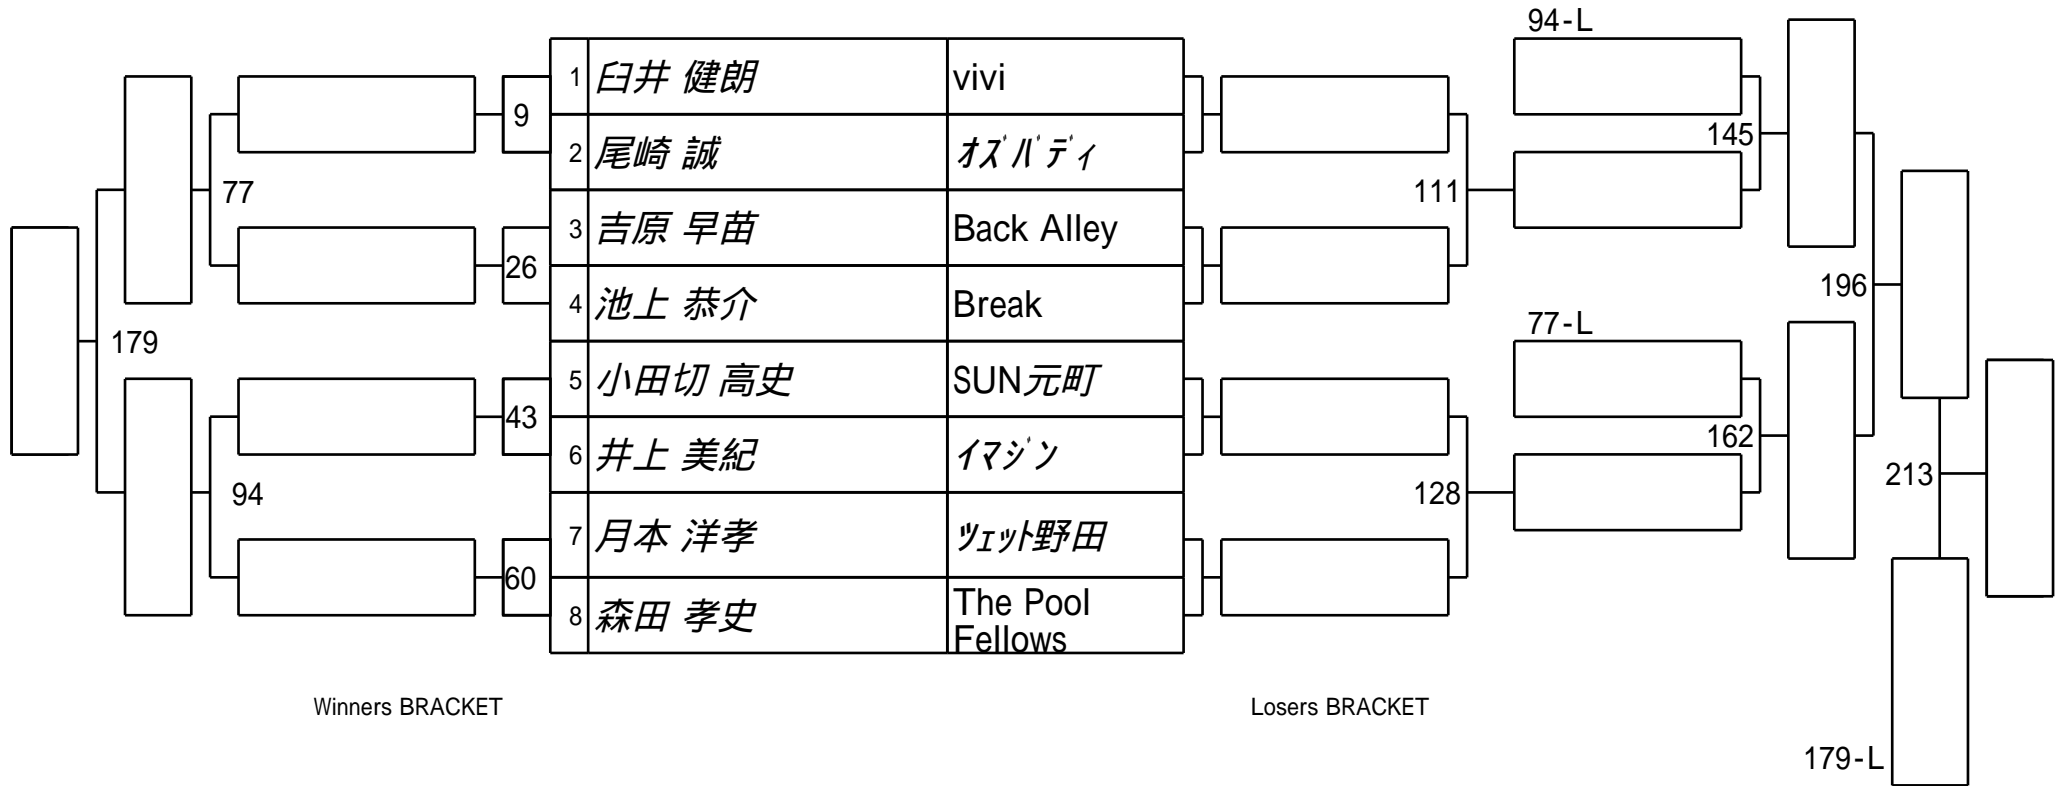 94-L
1 臼井 健朗 vivi
9
145
2 尾崎 誠 ｵｽﾞﾊﾞﾃﾞｨ
77
111
3 吉原 早苗 Back Alley
26
196
4 池上 恭介 Break
179
77-L
5 小田切 高史 SUN元町
43
162
6 井上 美紀 ｲﾏｼﾞﾝ
213
94
128
7 月本 洋孝 ﾂｪｯﾄ野田
60
8 森田 孝史 The Pool
Fellows
Winners BRACKET
Losers BRACKET
179-L